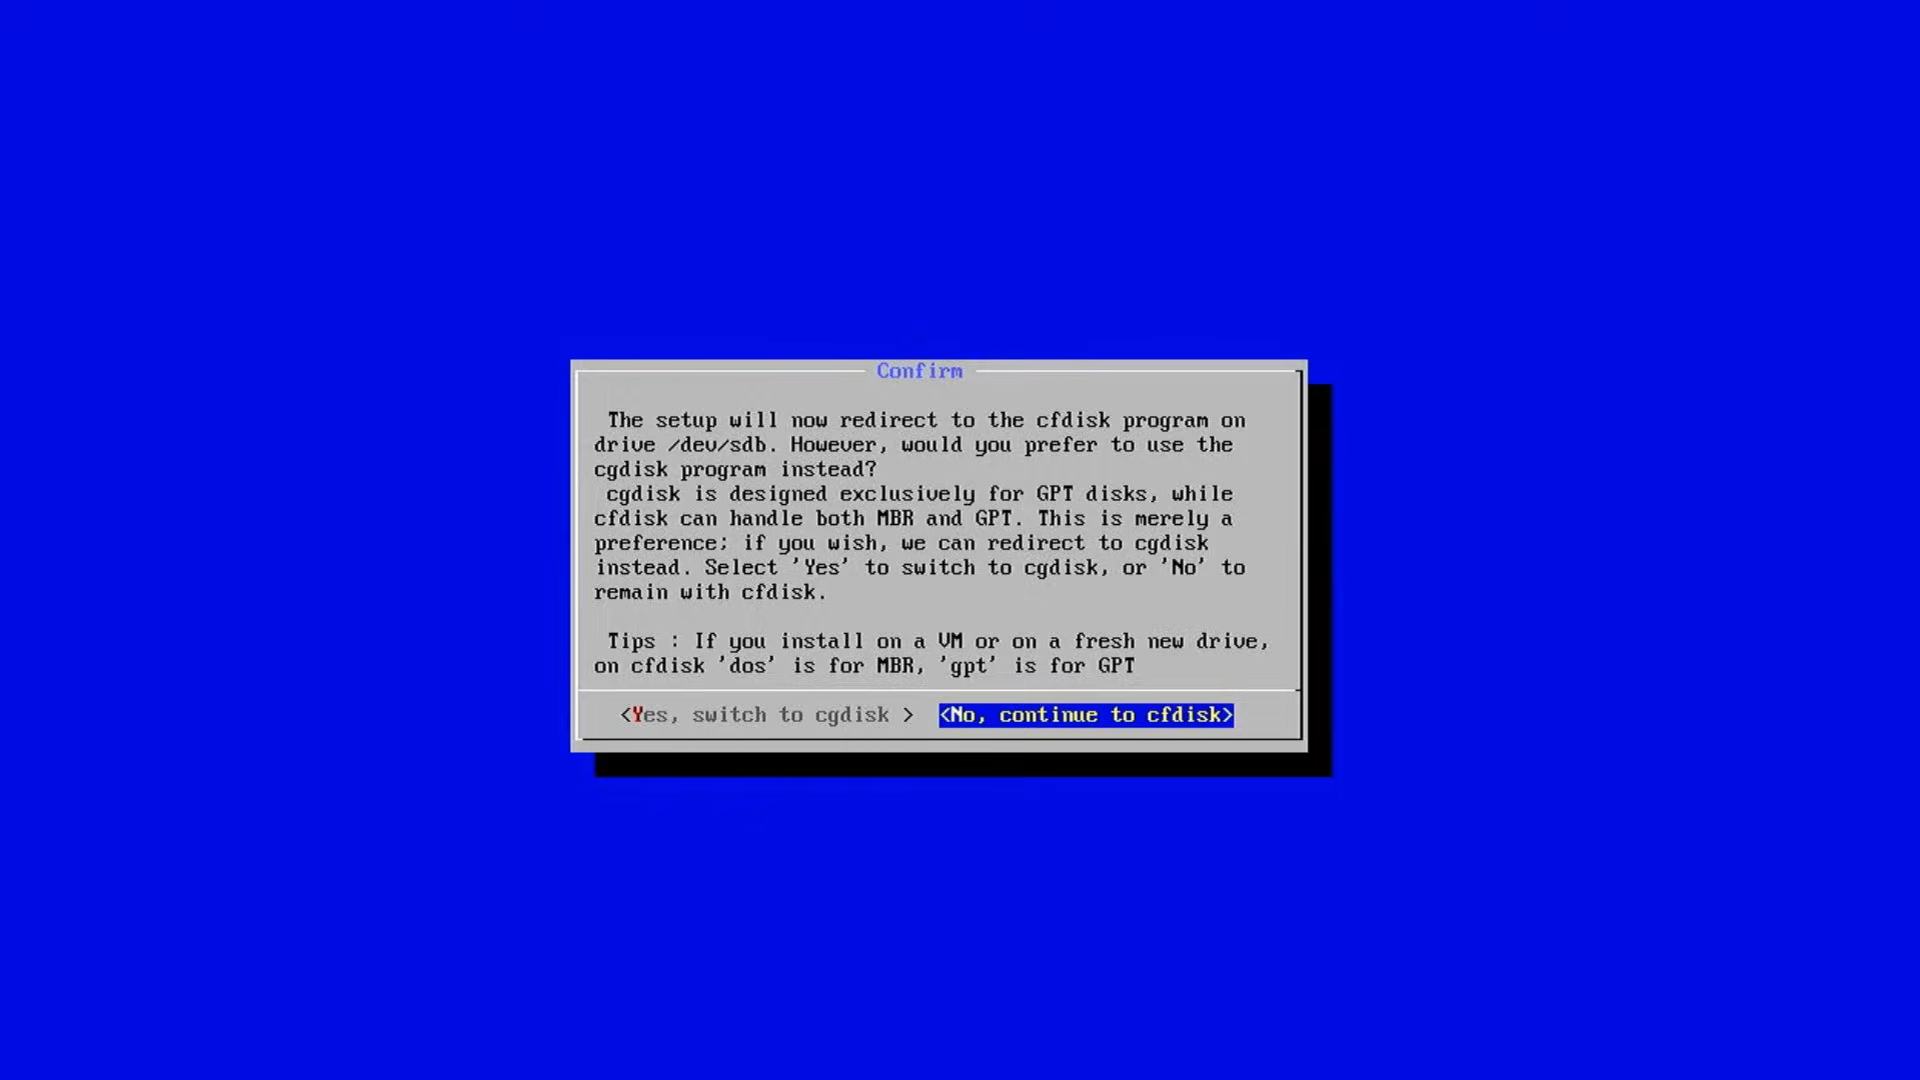 Confirm
The setup will now redirect to the cfdisk program on
drive /dev/sdb. However, would you prefer to use the
cgdisk program instead?
cgdisk is designed exclusively for GPT disks, while
cfdisk can handle both MBR and GPT. This is merely a
preference; if you wish, we can redirect to cgdisk
instead. Select 'Yes' to switch to cgdisk, or 'No' to
remain with cfdisk.
Tips : If you install on a VM or on a fresh new drive,
on cfdisk 'dos' is for MBR, 'gpt' is for GPT
<Yes, switch to cgdisk > <No, continue to cfdisk>